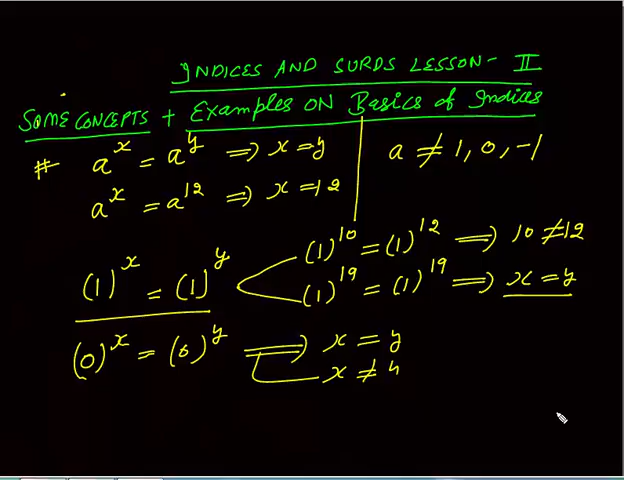 INDICES AND SURDS LESSON- II
SOME CONCEPTS + Examples ON Basics of Indices
# a^x = a^y ⟹ x = y a ≠ 1, 0, -1
a^x = a^12 ⟹ x = 12
(1)^10 = (1)^12 ⟹ 10 ≠ 12
(1)^x = (1)^y
(1)^19 = (1)^19 ⟹ x = y
(0)^x = (0)^y ⟹ x = y
x ≠ y